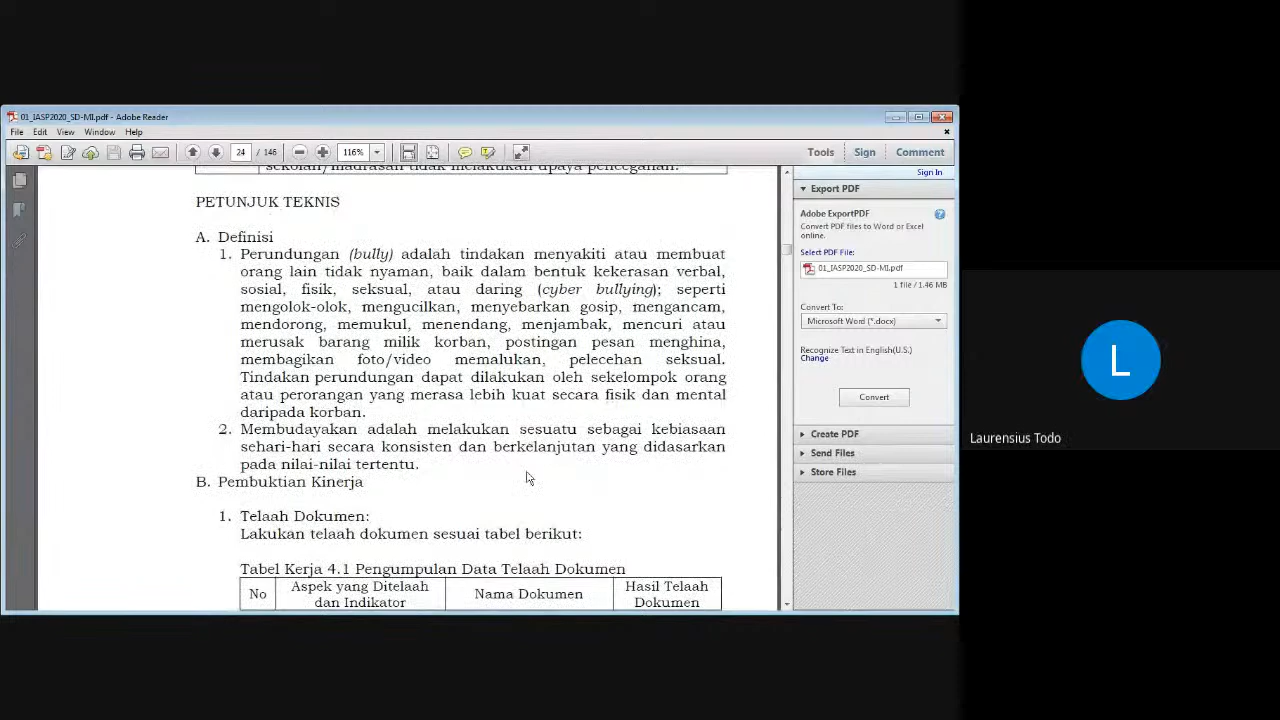 01_IASP2020_SD-MI.pdf - Adobe Reader
File Edit View Window Help
24 / 146 116% Tools Sign Comment
Sign In
sekolah/madrasah tidak melakukan upaya pencegahan.
PETUNJUK TEKNIS
A. Definisi
1. Perundungan (bully) adalah tindakan menyakiti atau membuat
orang lain tidak nyaman, baik dalam bentuk kekerasan verbal,
sosial, fisik, seksual, atau daring (cyber bullying); seperti
mengolok-olok, mengucilkan, menyebarkan gosip, mengancam,
mendorong, memukul, menendang, menjambak, mencuri atau
merusak barang milik korban, postingan pesan menghina,
membagikan foto/video memalukan, pelecehan seksual.
Tindakan perundungan dapat dilakukan oleh sekelompok orang
atau perorangan yang merasa lebih kuat secara fisik dan mental
daripada korban.
2. Membudayakan adalah melakukan sesuatu sebagai kebiasaan
sehari-hari secara konsisten dan berkelanjutan yang didasarkan
pada nilai-nilai tertentu.
B. Pembuktian Kinerja
1. Telaah Dokumen:
Lakukan telaah dokumen sesuai tabel berikut:
Tabel Kerja 4.1 Pengumpulan Data Telaah Dokumen
No
Aspek yang Ditelaah
dan Indikator
Nama Dokumen
Hasil Telaah
Dokumen
Export PDF
Adobe ExportPDF
Convert PDF files to Word or Excel
online.
Select PDF File:
01_IASP2020_SD-MI.pdf
1 file / 1.46 MB
Convert To:
Microsoft Word (*.docx)
Recognize Text in English(U.S.)
Change
Convert
Create PDF
Send Files
Store Files
L
Laurensius Todo